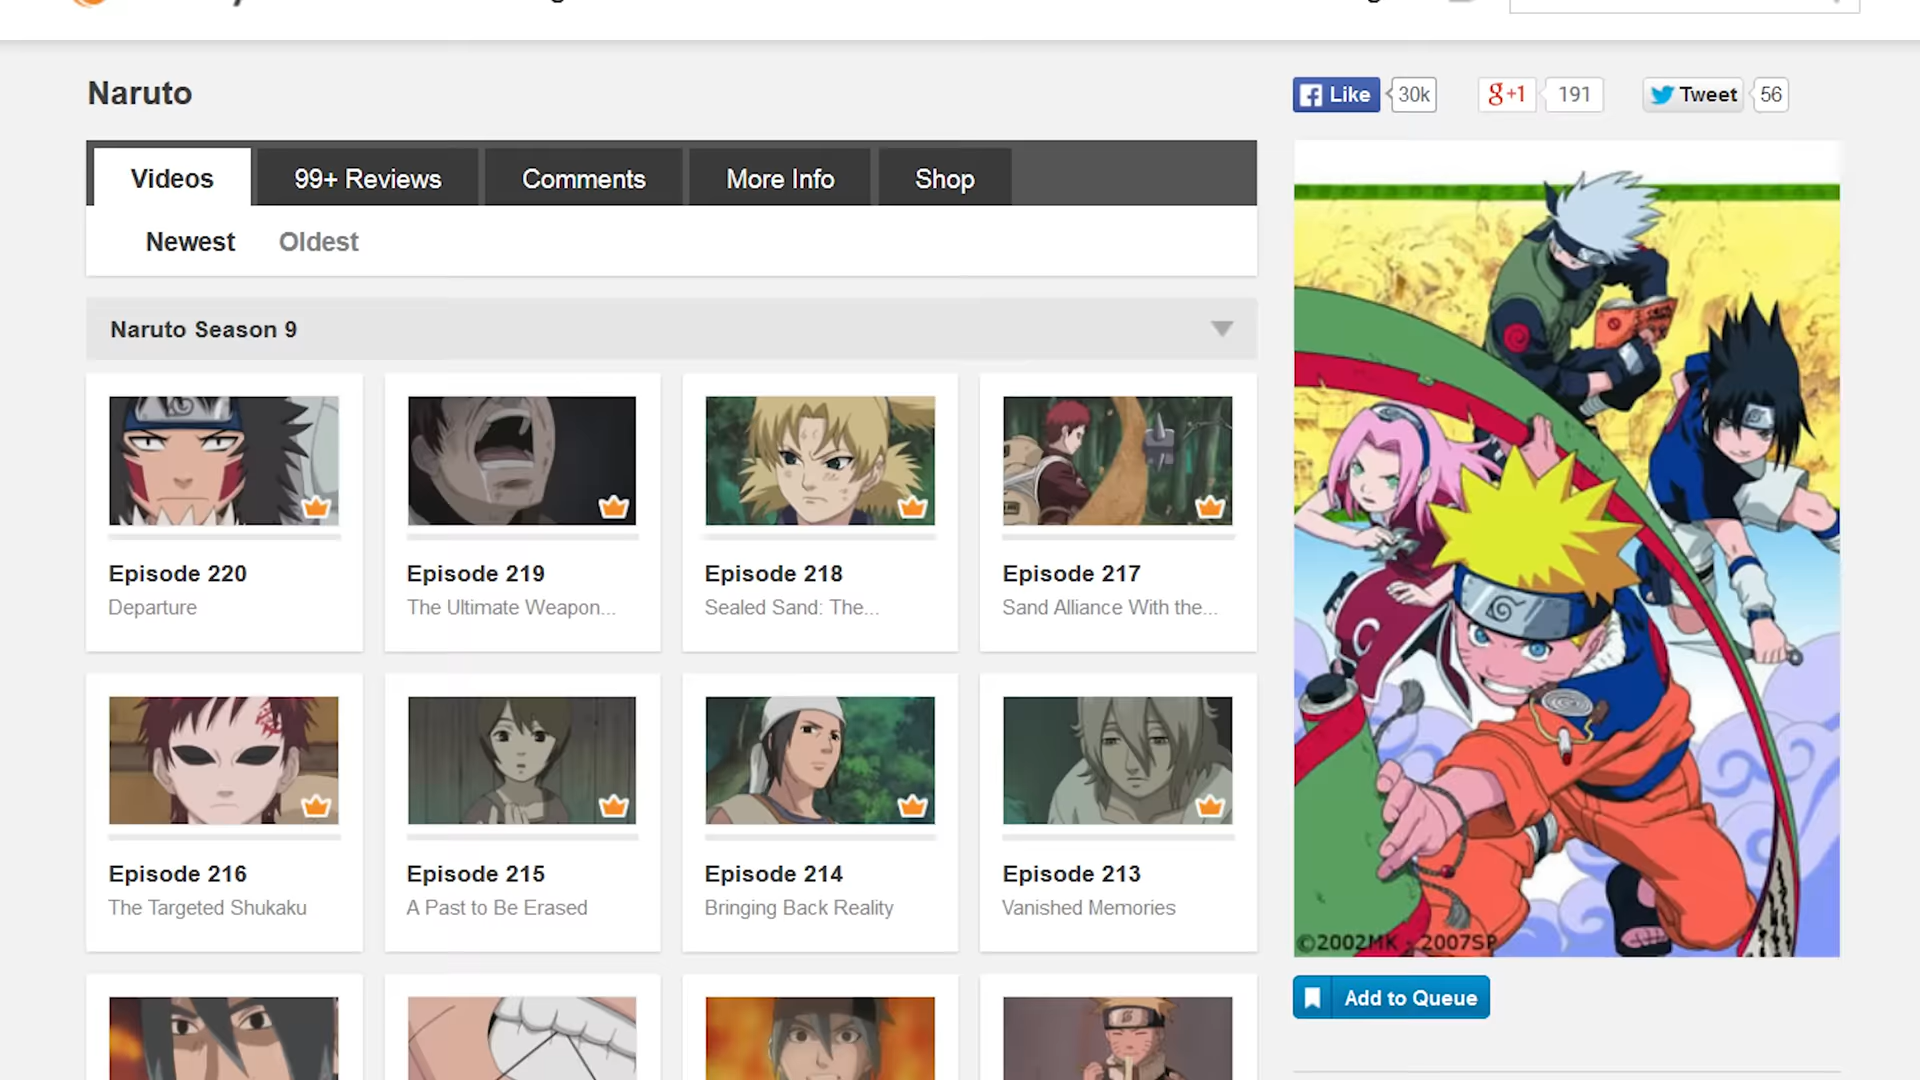 Naruto
Like 30k
g+1 191
Tweet 56
Videos 99+ Reviews Comments More Info Shop
Newest Oldest
Naruto Season 9
Episode 220
Departure
Episode 219
The Ultimate Weapon...
Episode 218
Sealed Sand: The...
Episode 217
Sand Alliance With the...
Episode 216
The Targeted Shukaku
Episode 215
A Past to Be Erased
Episode 214
Bringing Back Reality
Episode 213
Vanished Memories
©2002MK・2007SP
Add to Queue